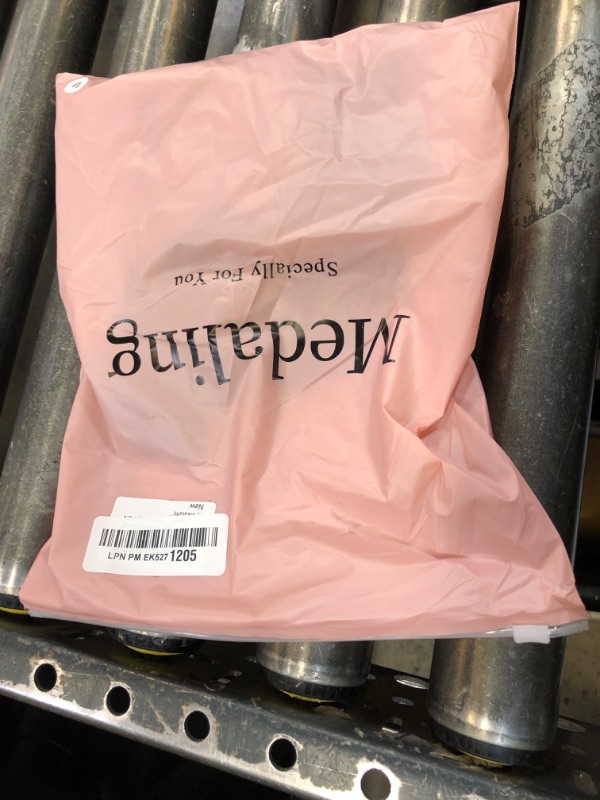 Medaling
Specially For You
New
LPN PM EK527 1205